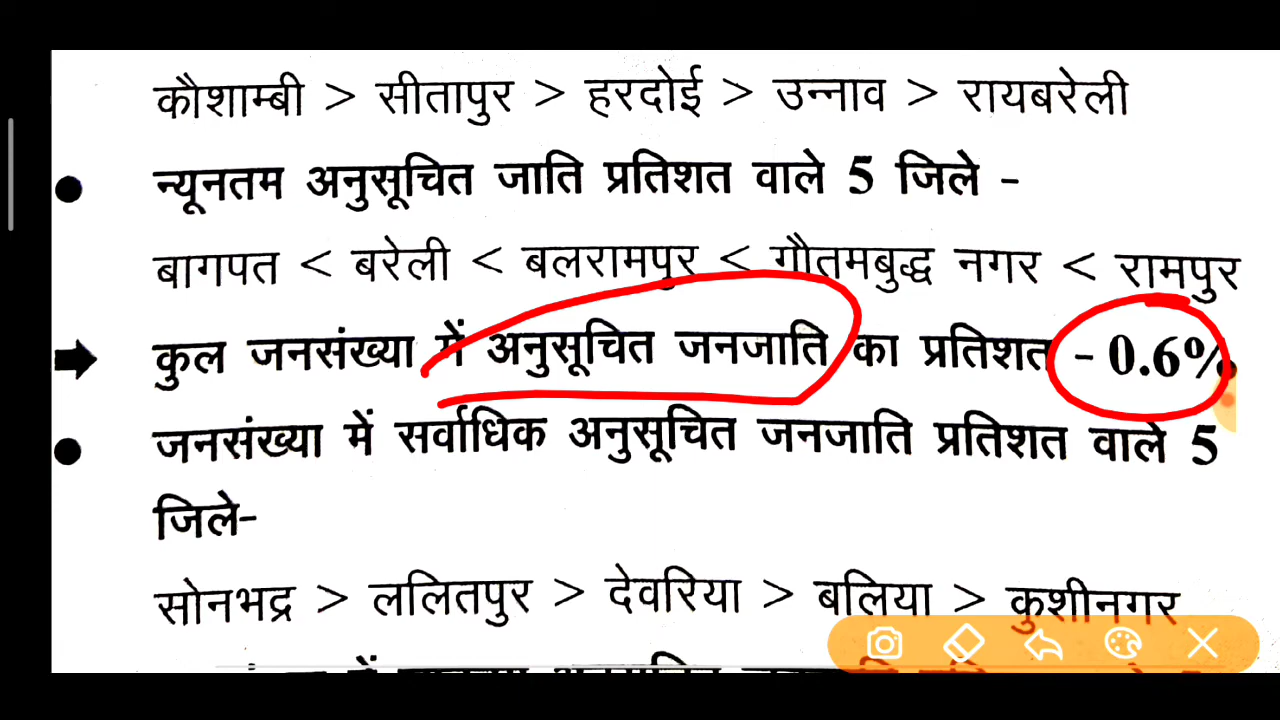 कौशाम्बी > सीतापुर > हरदोई > उन्नाव > रायबरेली
● न्यूनतम अनुसूचित जाति प्रतिशत वाले 5 जिले -
बागपत < बरेली < बलरामपुर < गौतमबुद्ध नगर < रामपुर
कुल जनसंख्या में अनुसूचित जनजाति का प्रतिशत - 0.6%
● जनसंख्या में सर्वाधिक अनुसूचित जनजाति प्रतिशत वाले 5
जिले-
सोनभद्र > ललितपुर > देवरिया > बलिया > कुशीनगर